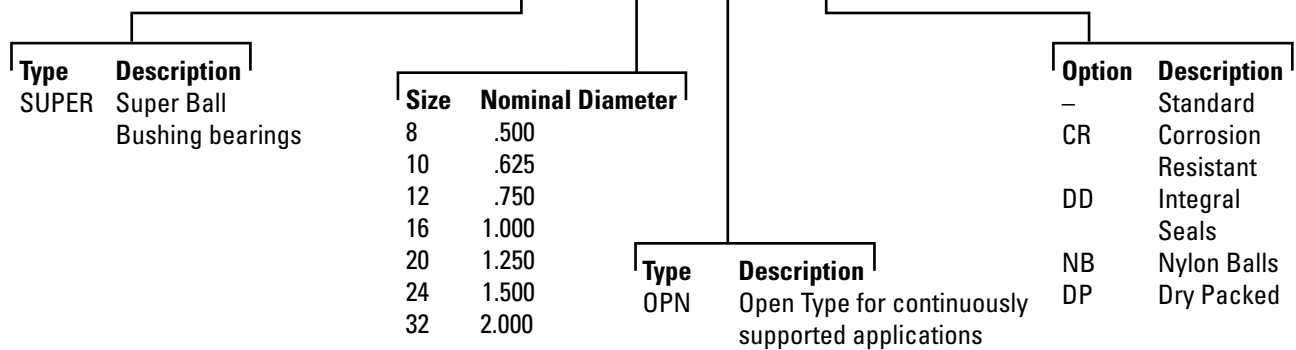 Type Description
SUPER Super Ball
Bushing bearings
Size Nominal Diameter
8 .500
10 .625
12 .750
16 1.000
20 1.250
24 1.500
32 2.000
Type Description
OPN Open Type for continuously
supported applications
Option Description
– Standard
CR Corrosion
Resistant
DD Integral
Seals
NB Nylon Balls
DP Dry Packed